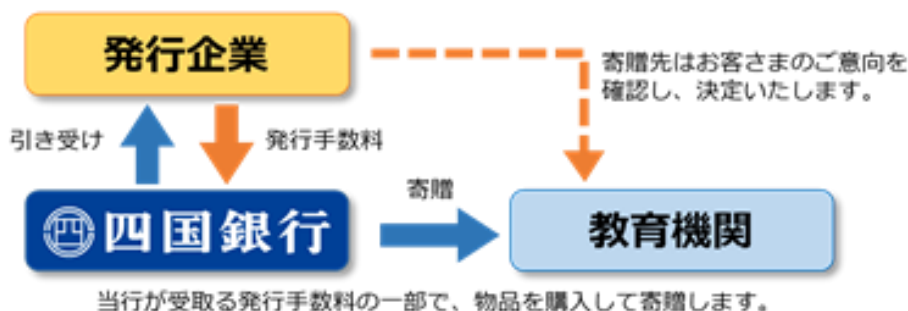 発行企業
寄贈先はお客さまのご意向を
確認し、決定いたします。
引き受け
発行手数料
寄贈
四国銀行
教育機関
当行が受取る発行手数料の一部で、物品を購入して寄贈します。